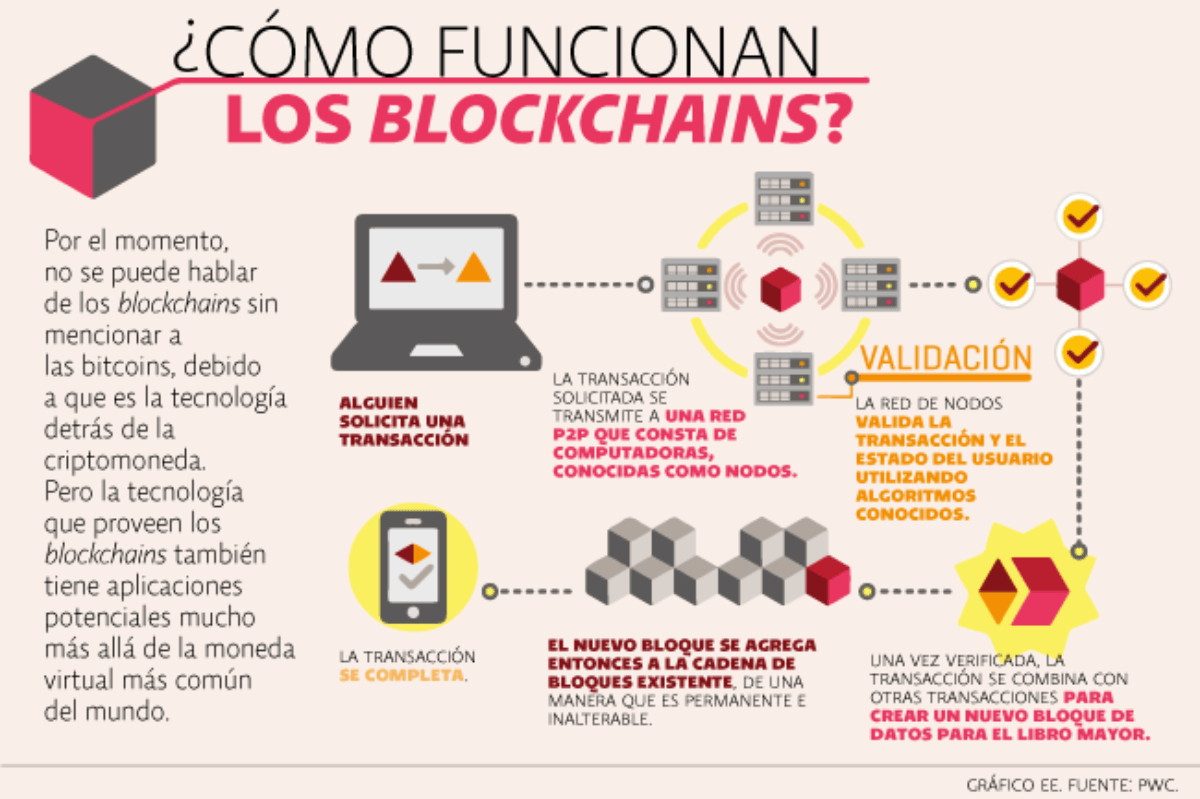 ¿CÓMO FUNCIONAN
LOS BLOCKCHAINS?
Por el momento,
no se puede hablar
de los blockchains sin
mencionar a
las bitcoins, debido
a que es la tecnología
detrás de la
criptomoneda.
Pero la tecnología
que proveen los
blockchains también
tiene aplicaciones
potenciales mucho
más allá de la moneda
virtual más común
del mundo.
ALGUIEN
SOLICITA UNA
TRANSACCIÓN
LA TRANSACCIÓN
SOLICITADA SE
TRANSMITE A UNA RED
P2P QUE CONSTA DE
COMPUTADORAS,
CONOCIDAS COMO NODOS.
VALIDACIÓN
LA RED DE NODOS
VALIDA LA
TRANSACCIÓN Y EL
ESTADO DEL USUARIO
UTILIZANDO
ALGORITMOS
CONOCIDOS.
UNA VEZ VERIFICADA, LA
TRANSACCIÓN SE COMBINA CON
OTRAS TRANSACCIONES PARA
CREAR UN NUEVO BLOQUE DE
DATOS PARA EL LIBRO MAYOR.
EL NUEVO BLOQUE SE AGREGA
ENTONCES A LA CADENA DE
BLOQUES EXISTENTE, DE UNA
MANERA QUE ES PERMANENTE E
INALTERABLE.
LA TRANSACCIÓN
SE COMPLETA.
GRÁFICO EE. FUENTE: PWC.